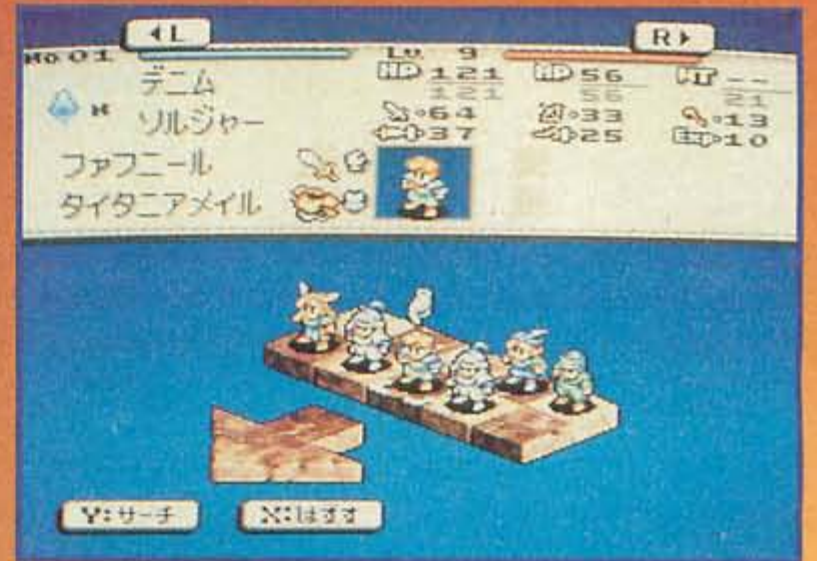 ◀L R▶
No 01 Lv. 9
デニム HP 121 MP 56 WT --
121 56 21
ソルジャー 64 33 13
37 25 Exp 10
ファフニール
タイタニアメイル
Y:サーチ X:はずす